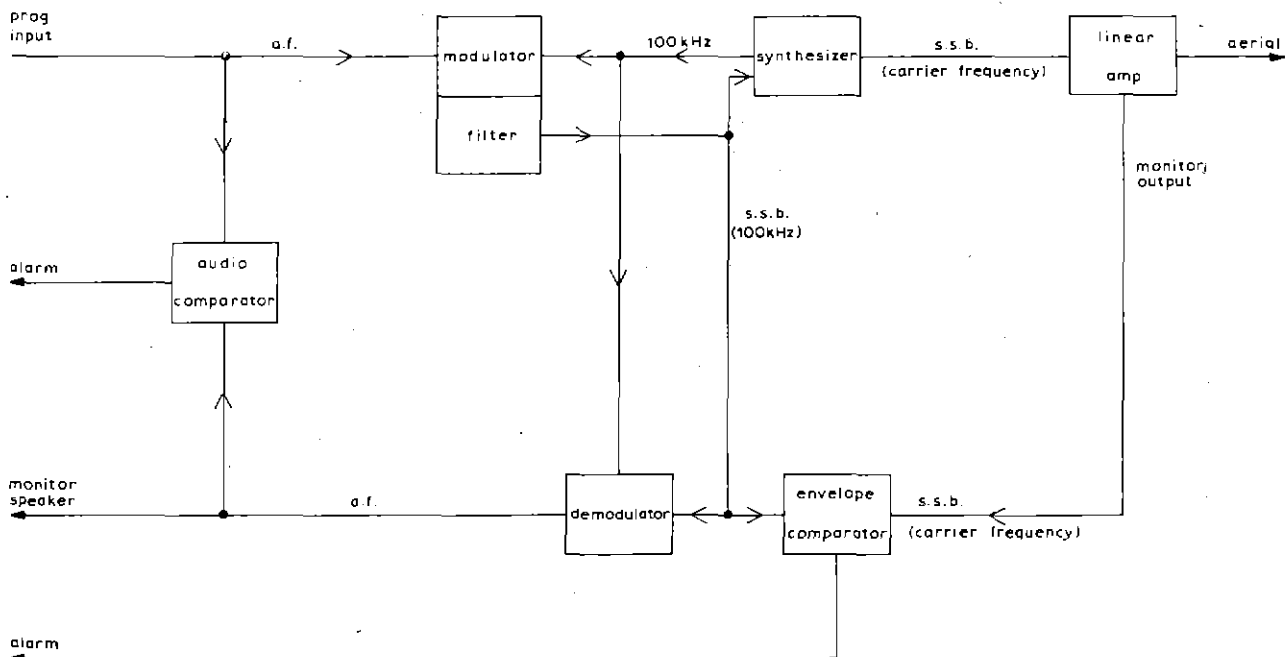 prog
input
a.f.
modulator
filter
100kHz
synthesizer
s.s.b.
(carrier frequency)
linear
amp
aerial
monitor
output
s.s.b.
(100kHz)
alarm
audio
comparator
monitor
speaker
a.f.
demodulator
envelope
comparator
s.s.b.
(carrier frequency)
alarm